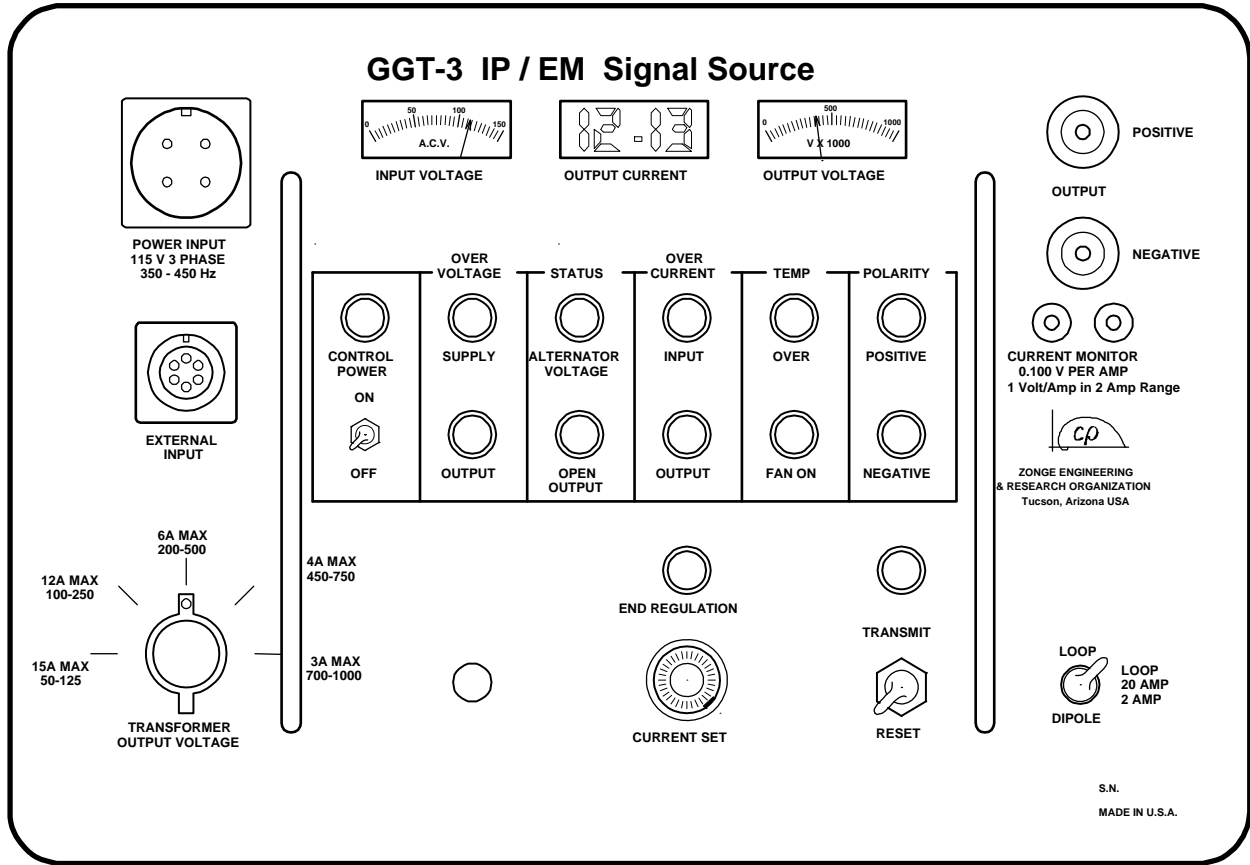 GGT-3 IP / EM Signal Source
0 50 100 150
A.C.V.
INPUT VOLTAGE
12-13
OUTPUT CURRENT
0 500 1000
V X 1000
OUTPUT VOLTAGE
POSITIVE
OUTPUT
NEGATIVE
POWER INPUT
115 V 3 PHASE
350 - 450 Hz
EXTERNAL
INPUT
OVER
VOLTAGE
STATUS
OVER
CURRENT
TEMP
POLARITY
CONTROL
POWER
SUPPLY
ALTERNATOR
VOLTAGE
INPUT
OVER
POSITIVE
ON
OFF
OUTPUT
OPEN
OUTPUT
OUTPUT
FAN ON
NEGATIVE
CURRENT MONITOR
0.100 V PER AMP
1 Volt/Amp in 2 Amp Range
cp
ZONGE ENGINEERING
& RESEARCH ORGANIZATION
Tucson, Arizona USA
6A MAX
200-500
12A MAX
100-250
4A MAX
450-750
15A MAX
50-125
3A MAX
700-1000
TRANSFORMER
OUTPUT VOLTAGE
END REGULATION
CURRENT SET
TRANSMIT
RESET
LOOP
LOOP
20 AMP
2 AMP
DIPOLE
S.N.
MADE IN U.S.A.